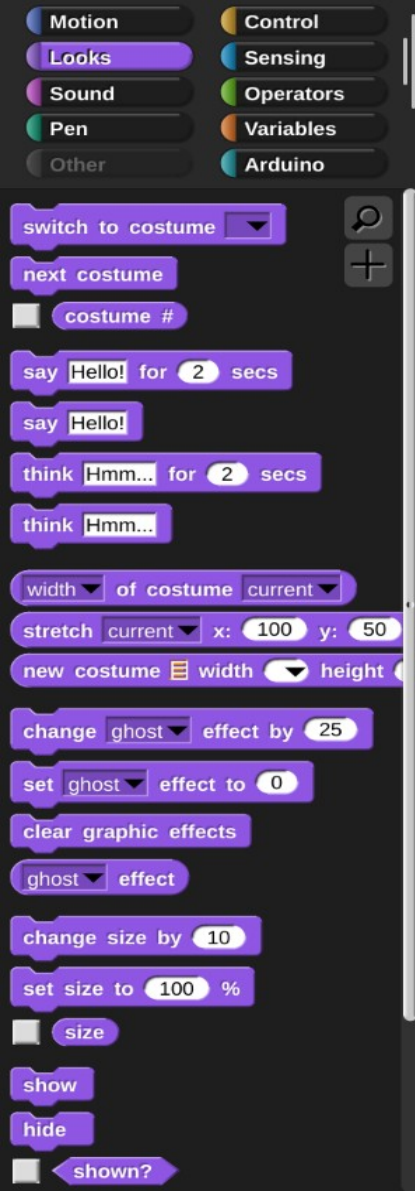 Motion Control
Looks Sensing
Sound Operators
Pen Variables
Other Arduino
switch to costume
next costume
costume #
say Hello! for 2 secs
say Hello!
think Hmm... for 2 secs
think Hmm...
width of costume current
stretch current x: 100 y: 50
new costume width height
change ghost effect by 25
set ghost effect to 0
clear graphic effects
ghost effect
change size by 10
set size to 100 %
size
show
hide
shown?